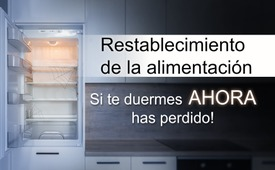 Restablecimiento
de la alimentación
Si te duermes AHORA
has perdido!